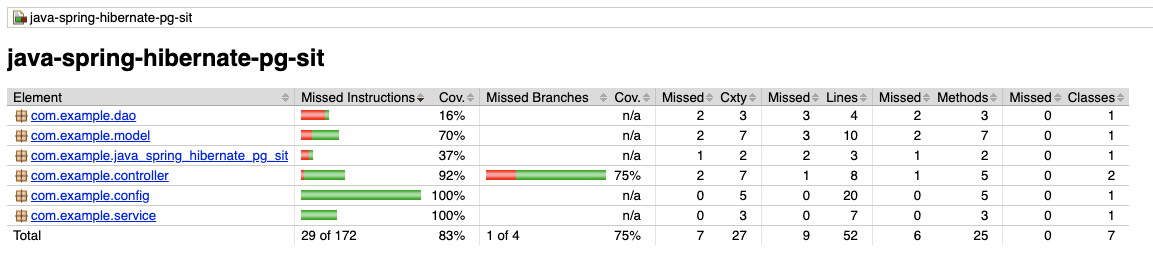 java-spring-hibernate-pg-sit
java-spring-hibernate-pg-sit
Element Missed Instructions Cov. Missed Branches Cov. Missed Cxty Missed Lines Missed Methods Missed Classes
com.example.dao 16% n/a 2 3 3 4 2 3 0 1
com.example.model 70% n/a 2 7 3 10 2 7 0 1
com.example.java_spring_hibernate_pg_sit 37% n/a 1 2 2 3 1 2 0 1
com.example.controller 92% 75% 2 7 1 8 1 5 0 2
com.example.config 100% n/a 0 5 0 20 0 5 0 1
com.example.service 100% n/a 0 3 0 7 0 3 0 1
Total 29 of 172 83% 1 of 4 75% 7 27 9 52 6 25 0 7